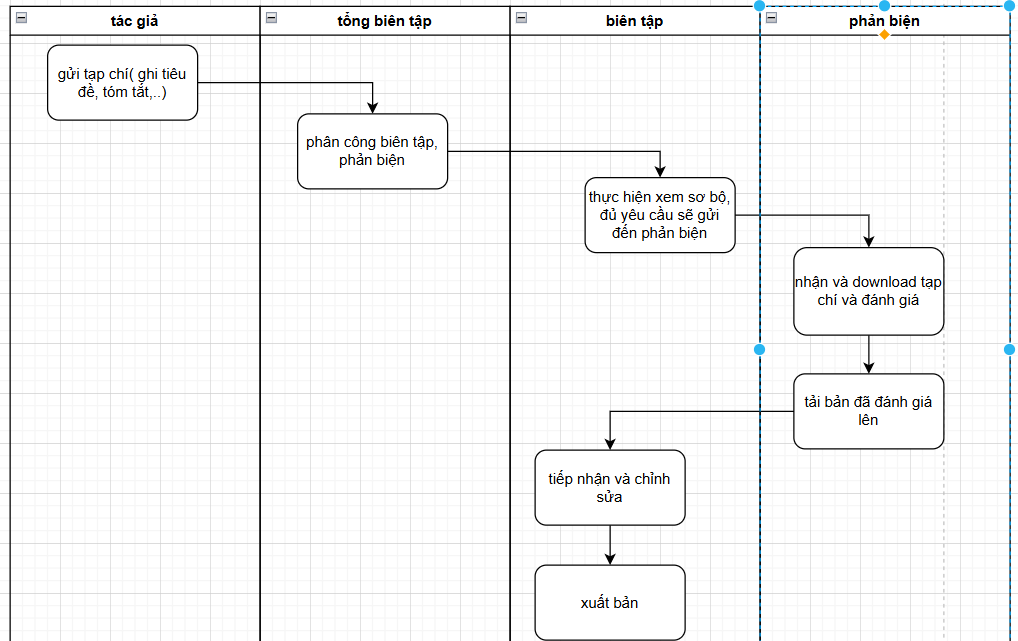 tác giả
tổng biên tập
biên tập
phản biện
gửi tạp chí( ghi tiêu
đề, tóm tắt,..)
phân công biên tập,
phản biện
thực hiện xem sơ bộ,
đủ yêu cầu sẽ gửi
đến phản biện
nhận và download tạp
chí và đánh giá
tải bản đã đánh giá
lên
tiếp nhận và chỉnh
sửa
xuất bản